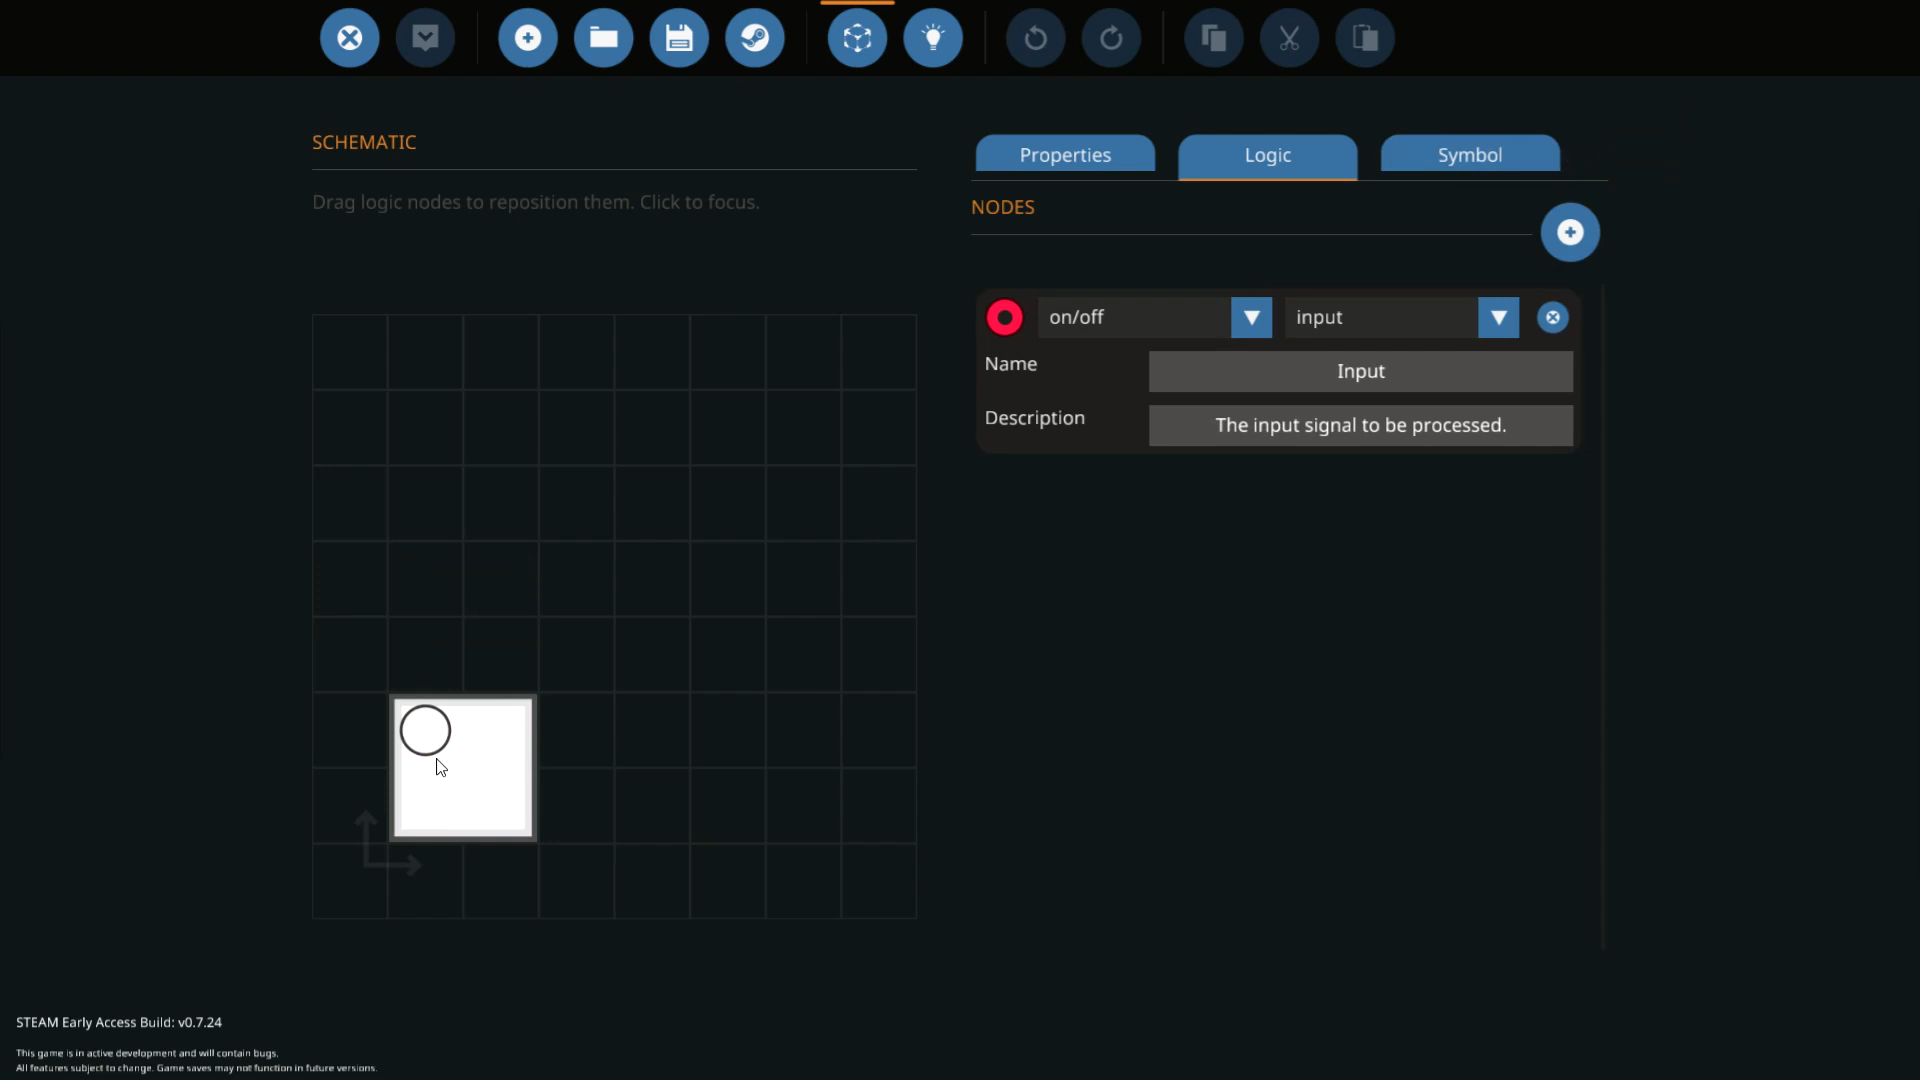 SCHEMATIC
Drag logic nodes to reposition them. Click to focus.
Properties
Logic
Symbol
NODES
on/off
input
Name
Input
Description
The input signal to be processed.
STEAM Early Access Build: v0.7.24
This game is in active development and will contain bugs.
All features subject to change. Game saves may not function in future versions.